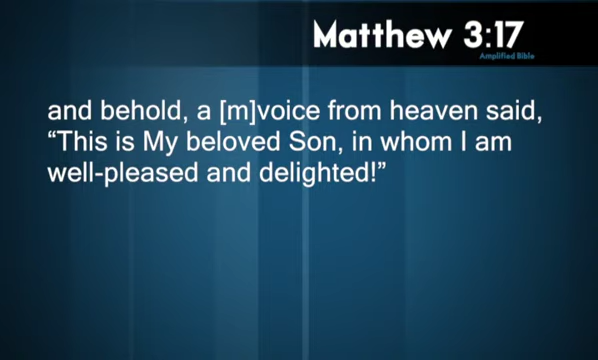 Matthew 3:17
Amplified Bible
and behold, a [m]voice from heaven said,
“This is My beloved Son, in whom I am
well-pleased and delighted!”